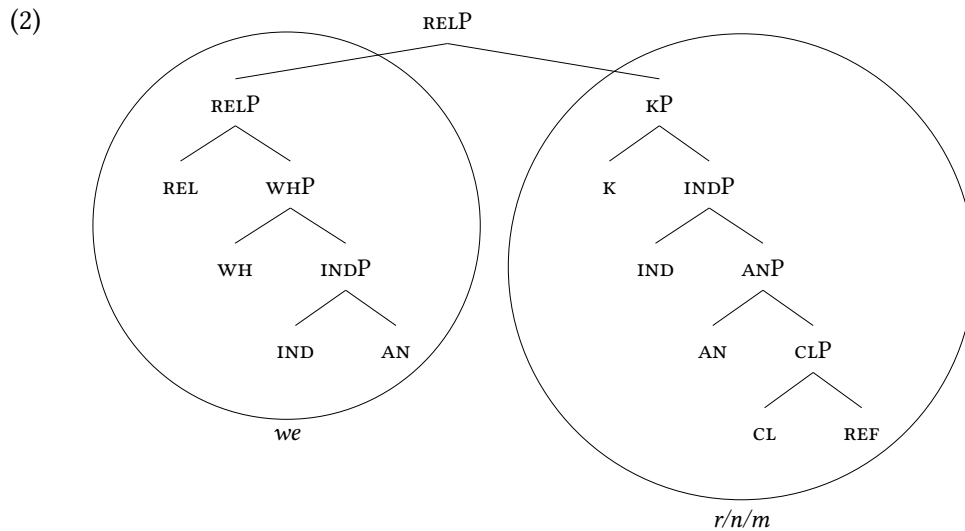 (2)
RELP
RELP KP
REL WHP K INDP
WH INDP IND ANP
IND AN AN CLP
we CL REF
r/n/m